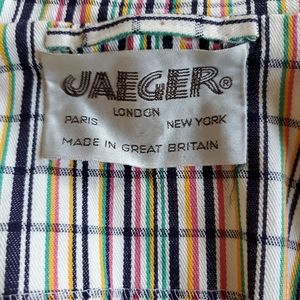 JAEGER®
LONDON
PARIS NEW YORK
MADE IN GREAT BRITAIN